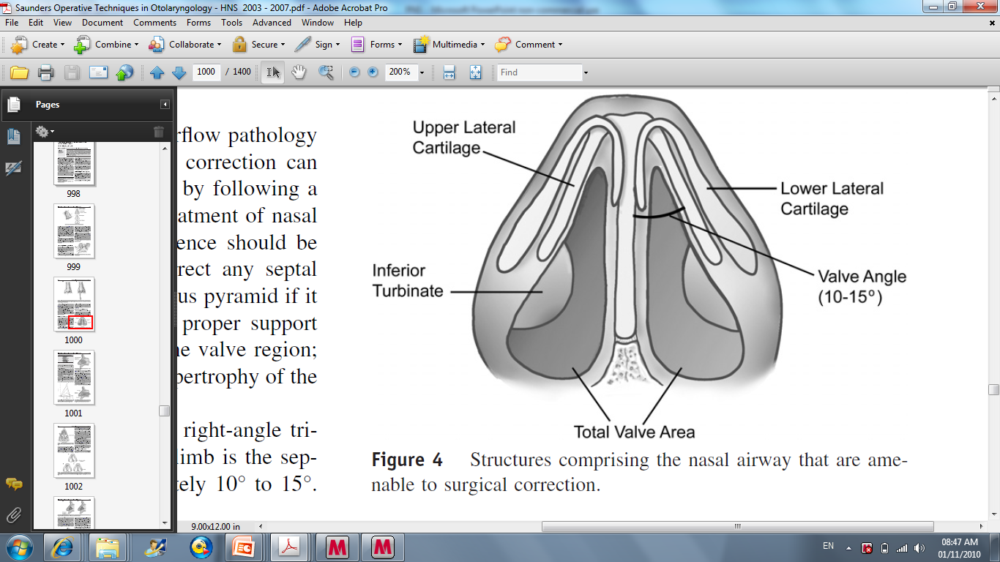 Saunders Operative Techniques in Otolaryngology - HNS 2003 - 2007.pdf - Adobe Acrobat Pro
File Edit View Document Comments Forms Tools Advanced Window Help
Create Combine Collaborate Secure Sign Forms Multimedia Comment
1000 / 1400 200% Find
Pages
998
999
1000
1001
1002
rflow pathology
correction can
by following a
atment of nasal
ence should be
rrect any septal
us pyramid if it
proper support
e valve region;
pertrophy of the
right-angle tri-
limb is the sep-
tely 10° to 15°.
Upper Lateral
Cartilage
Lower Lateral
Cartilage
Inferior
Turbinate
Valve Angle
(10-15º)
Total Valve Area
Figure 4 Structures comprising the nasal airway that are ame-
nable to surgical correction.
9.00x12.00 in
EN
08:47 AM
01/11/2010